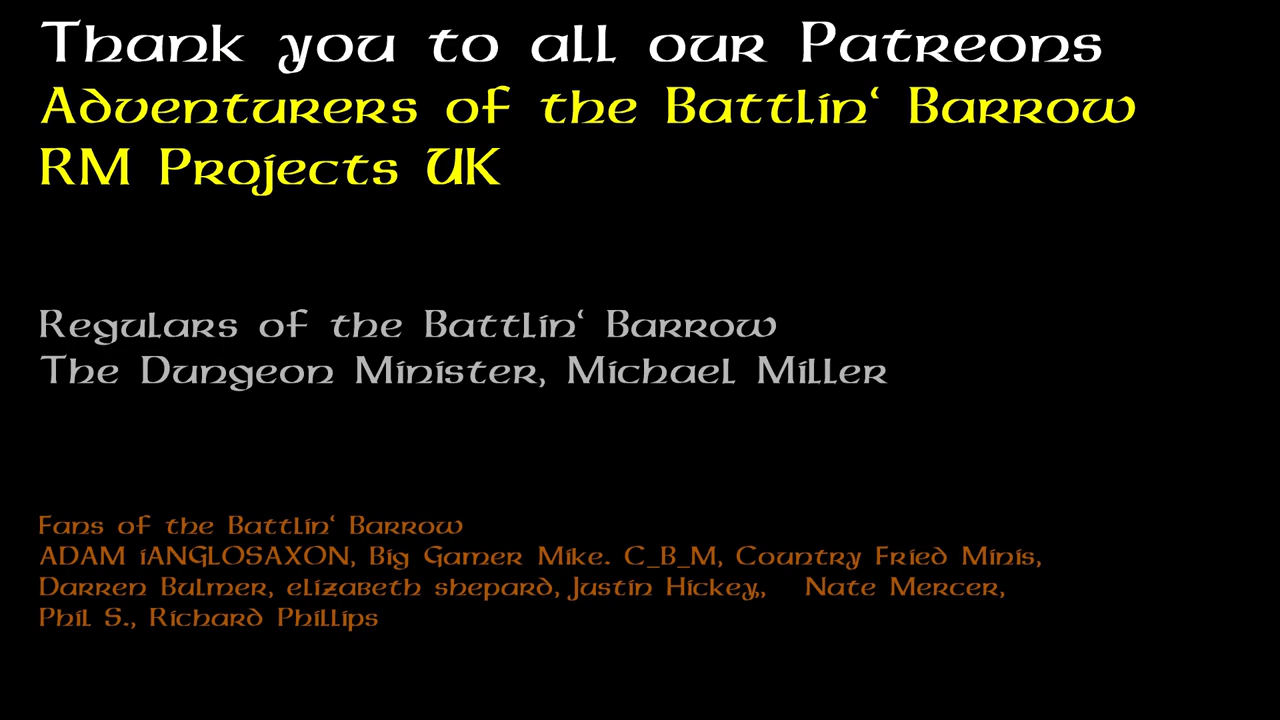 Thank you to all our Patreons
Adventurers of the Battlin‘ Barrow
RM Projects UK
Regulars of the Battlin‘ Barrow
The Dungeon Minister, Michael Miller
Fans of the Battlin‘ Barrow
ADAM iANGLOSAXON, Big Gamer Mike. C_B_M, Country Fried Minis,
Darren Bulmer, elizabeth shepard, Justin Hickey,, Nate Mercer,
Phil S., Richard Phillips